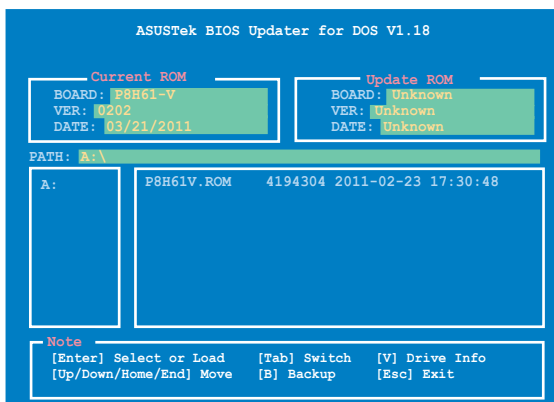 ASUSTek BIOS Updater for DOS V1.18
Current ROM
BOARD: P8H61-V
VER: 0202
DATE: 03/21/2011
Update ROM
BOARD: Unknown
VER: Unknown
DATE: Unknown
PATH: A:\
A:
P8H61V.ROM 4194304 2011-02-23 17:30:48
Note
[Enter] Select or Load [Tab] Switch [V] Drive Info
[Up/Down/Home/End] Move [B] Backup [Esc] Exit